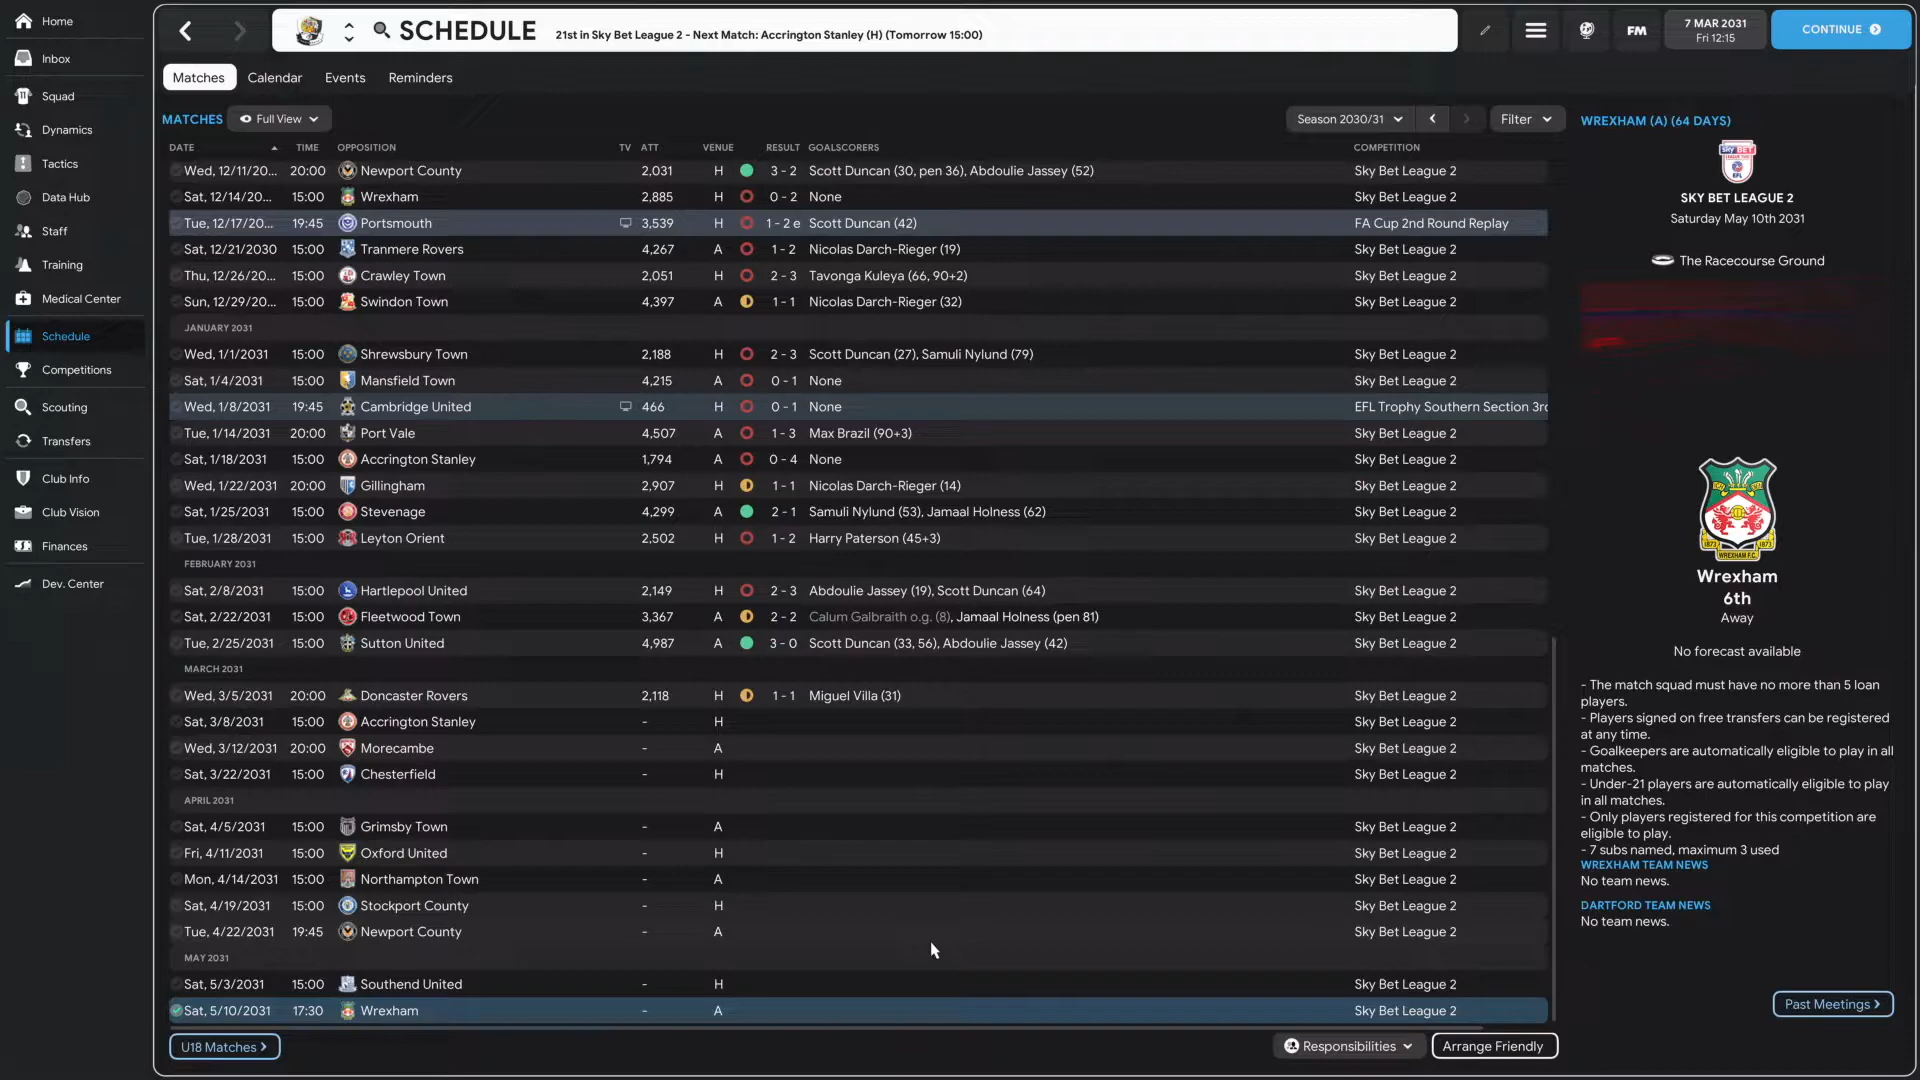 Home
Inbox
Squad
Dynamics
Tactics
Data Hub
Staff
Training
Medical Center
Schedule
Competitions
Scouting
Transfers
Club Info
Club Vision
Finances
Dev. Center
SCHEDULE 21st in Sky Bet League 2 - Next Match: Accrington Stanley (H) (Tomorrow 15:00)
FM
7 MAR 2031
Fri 12:15
CONTINUE
Matches Calendar Events Reminders
MATCHES Full View Season 2030/31 Filter
DATE TIME OPPOSITION TV ATT VENUE RESULT GOALSCORERS COMPETITION
Wed, 12/11/20... 20:00 Newport County 2,031 H 3 - 2 Scott Duncan (30, pen 36), Abdoulie Jassey (52) Sky Bet League 2
Sat, 12/14/20... 15:00 Wrexham 2,885 H 0 - 2 None Sky Bet League 2
Tue, 12/17/20... 19:45 Portsmouth 3,539 H 1 - 2 e Scott Duncan (42) FA Cup 2nd Round Replay
Sat, 12/21/2030 15:00 Tranmere Rovers 4,267 A 1 - 2 Nicolas Darch-Rieger (19) Sky Bet League 2
Thu, 12/26/20... 15:00 Crawley Town 2,051 H 2 - 3 Tavonga Kuleya (66, 90+2) Sky Bet League 2
Sun, 12/29/20... 15:00 Swindon Town 4,397 A 1 - 1 Nicolas Darch-Rieger (32) Sky Bet League 2
JANUARY 2031
Wed, 1/1/2031 15:00 Shrewsbury Town 2,188 H 2 - 3 Scott Duncan (27), Samuli Nylund (79) Sky Bet League 2
Sat, 1/4/2031 15:00 Mansfield Town 4,215 A 0 - 1 None Sky Bet League 2
Wed, 1/8/2031 19:45 Cambridge United 466 H 0 - 1 None EFL Trophy Southern Section 3rd
Tue, 1/14/2031 20:00 Port Vale 4,507 A 1 - 3 Max Brazil (90+3) Sky Bet League 2
Sat, 1/18/2031 15:00 Accrington Stanley 1,794 A 0 - 4 None Sky Bet League 2
Wed, 1/22/2031 20:00 Gillingham 2,907 H 1 - 1 Nicolas Darch-Rieger (14) Sky Bet League 2
Sat, 1/25/2031 15:00 Stevenage 4,299 A 2 - 1 Samuli Nylund (53), Jamaal Holness (62) Sky Bet League 2
Tue, 1/28/2031 15:00 Leyton Orient 2,502 H 1 - 2 Harry Paterson (45+3) Sky Bet League 2
FEBRUARY 2031
Sat, 2/8/2031 15:00 Hartlepool United 2,149 H 2 - 3 Abdoulie Jassey (19), Scott Duncan (64) Sky Bet League 2
Sat, 2/22/2031 15:00 Fleetwood Town 3,367 A 2 - 2 Calum Galbraith o.g. (8), Jamaal Holness (pen 81) Sky Bet League 2
Tue, 2/25/2031 15:00 Sutton United 4,987 A 3 - 0 Scott Duncan (33, 56), Abdoulie Jassey (42) Sky Bet League 2
MARCH 2031
Wed, 3/5/2031 20:00 Doncaster Rovers 2,118 H 1 - 1 Miguel Villa (31) Sky Bet League 2
Sat, 3/8/2031 15:00 Accrington Stanley - H Sky Bet League 2
Wed, 3/12/2031 20:00 Morecambe - A Sky Bet League 2
Sat, 3/22/2031 15:00 Chesterfield - H Sky Bet League 2
APRIL 2031
Sat, 4/5/2031 15:00 Grimsby Town - A Sky Bet League 2
Fri, 4/11/2031 15:00 Oxford United - H Sky Bet League 2
Mon, 4/14/2031 15:00 Northampton Town - A Sky Bet League 2
Sat, 4/19/2031 15:00 Stockport County - H Sky Bet League 2
Tue, 4/22/2031 19:45 Newport County - A Sky Bet League 2
MAY 2031
Sat, 5/3/2031 15:00 Southend United - H Sky Bet League 2
Sat, 5/10/2031 17:30 Wrexham - A Sky Bet League 2
U18 Matches Responsibilities Arrange Friendly
WREXHAM (A) (64 DAYS)
sky BET
EFL
SKY BET LEAGUE 2
Saturday May 10th 2031
The Racecourse Ground
1873 1873
WREXHAM F.C.
Wrexham
6th
Away
No forecast available
- The match squad must have no more than 5 loan
players.
- Players signed on free transfers can be registered
at any time.
- Goalkeepers are automatically eligible to play in all
matches.
- Under-21 players are automatically eligible to play
in all matches.
- Only players registered for this competition are
eligible to play.
- 7 subs named, maximum 3 used
WREXHAM TEAM NEWS
No team news.
DARTFORD TEAM NEWS
No team news.
Past Meetings